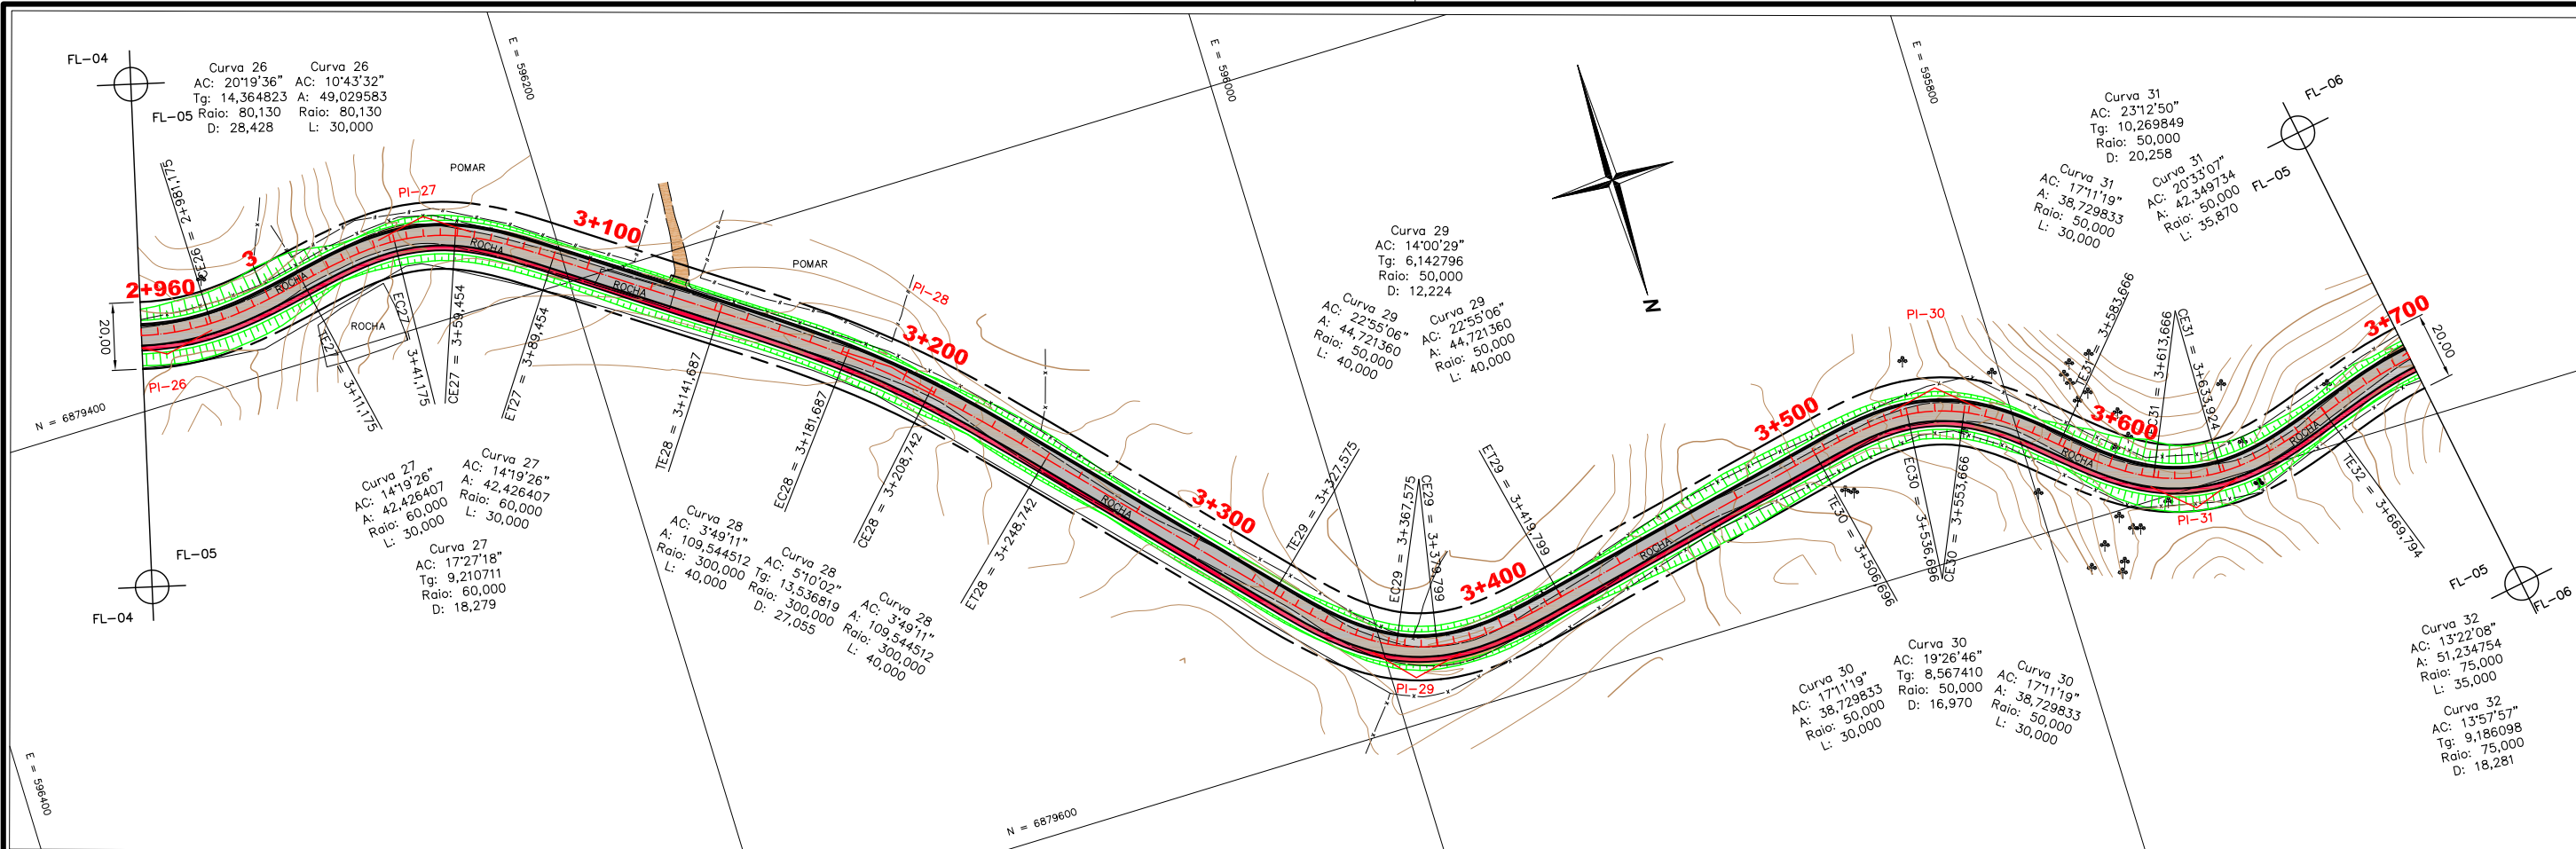 FL-04
FL-05
Curva 26
AC: 20°19'36"
Tg: 14,364823
Raio: 80,130
D: 28,428
Curva 26
AC: 10°43'32"
A: 49,029583
Raio: 80,130
L: 30,000
E = 596200
E = 596000
E = 595800
E = 596400
N = 6879400
N = 6879600
POMAR
POMAR
PI-26
PI-27
PI-28
PI-29
PI-30
PI-31
2+960
3
3+100
3+200
3+300
3+400
3+500
3+600
3+700
20,00
20,00
ROCHA
ROCHA
ROCHA
ROCHA
ROCHA
ROCHA
ROCHA
ROCHA
CE26 = 2+981,175
TE27 = 3+11,175
EC27 = 3+41,175
CE27 = 3+59,454
ET27 = 3+89,454
TE28 = 3+141,687
EC28 = 3+181,687
CE28 = 3+208,742
ET28 = 3+248,742
TE29 = 3+327,575
EC29 = 3+367,575
CE29 = 3+379,799
ET29 = 3+419,799
TE30 = 3+506,696
EC30 = 3+536,696
CE30 = 3+553,666
TE31 = 3+583,666
EC31 = 3+613,666
CE31 = 3+633,924
TE32 = 3+669,794
Curva 27
AC: 14°19'26"
A: 42,426407
Raio: 60,000
L: 30,000
Curva 27
AC: 14°19'26"
A: 42,426407
Raio: 60,000
L: 30,000
Curva 27
AC: 17°27'18"
Tg: 9,210711
Raio: 60,000
D: 18,279
Curva 28
AC: 3°49'11"
A: 109,544512
Raio: 300,000
L: 40,000
Curva 28
AC: 5°10'02"
Tg: 13,536819
Raio: 300,000
D: 27,055
Curva 28
AC: 3°49'11"
A: 109,544512
Raio: 300,000
L: 40,000
Curva 29
AC: 14°00'29"
Tg: 6,142796
Raio: 50,000
D: 12,224
Curva 29
AC: 22°55'06"
A: 44,721360
Raio: 50,000
L: 40,000
Curva 29
AC: 22°55'06"
A: 44,721360
Raio: 50,000
L: 40,000
N
Curva 30
AC: 17°11'19"
A: 38,729833
Raio: 50,000
L: 30,000
Curva 30
AC: 19°26'46"
Tg: 8,567410
Raio: 50,000
D: 16,970
Curva 30
AC: 17°11'19"
A: 38,729833
Raio: 50,000
L: 30,000
Curva 31
AC: 23°12'50"
Tg: 10,269849
Raio: 50,000
D: 20,258
Curva 31
AC: 17°11'19"
A: 38,729833
Raio: 50,000
L: 30,000
Curva 31
AC: 20°33'07"
A: 42,349734
Raio: 50,000
L: 35,870
Curva 32
AC: 13°22'08"
A: 51,234754
Raio: 75,000
L: 35,000
Curva 32
AC: 13°57'57"
Tg: 9,186098
Raio: 75,000
D: 18,281
FL-06
FL-05
FL-05
FL-04
FL-05
FL-06